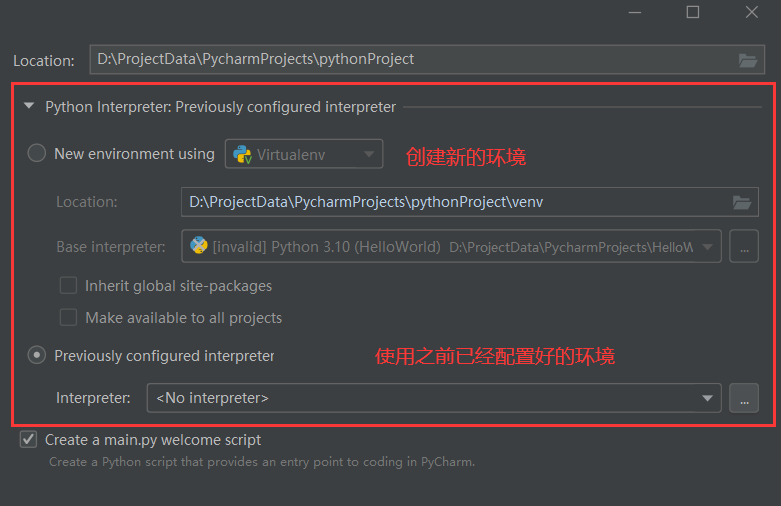 Location: D:\ProjectData\PycharmProjects\pythonProject
Python Interpreter: Previously configured interpreter
New environment using Virtualenv 创建新的环境
Location: D:\ProjectData\PycharmProjects\pythonProject\venv
Base interpreter: [invalid] Python 3.10 (HelloWorld) D:\ProjectData\PycharmProjects\HelloW ...
Inherit global site-packages
Make available to all projects
Previously configured interpreter 使用之前已经配置好的环境
Interpreter: <No interpreter> ...
Create a main.py welcome script
Create a Python script that provides an entry point to coding in PyCharm.